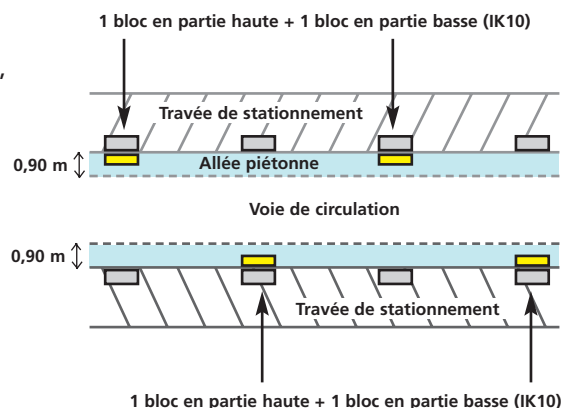 1 bloc en partie haute + 1 bloc en partie basse (IK10)
,
Travée de stationnement
0,90 m
Allée piétonne
Voie de circulation
0,90 m
Travée de stationnement
1 bloc en partie haute + 1 bloc en partie basse (IK10)